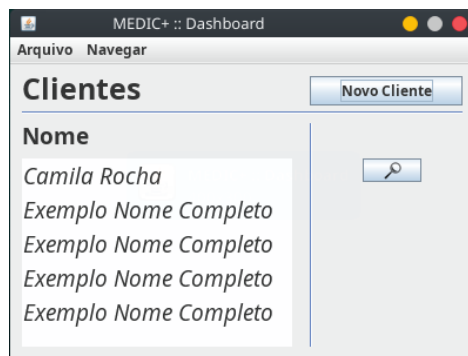 MEDIC+ :: Dashboard
Arquivo Navegar
Clientes
Novo Cliente
Nome
Camila Rocha
Exemplo Nome Completo
Exemplo Nome Completo
Exemplo Nome Completo
Exemplo Nome Completo